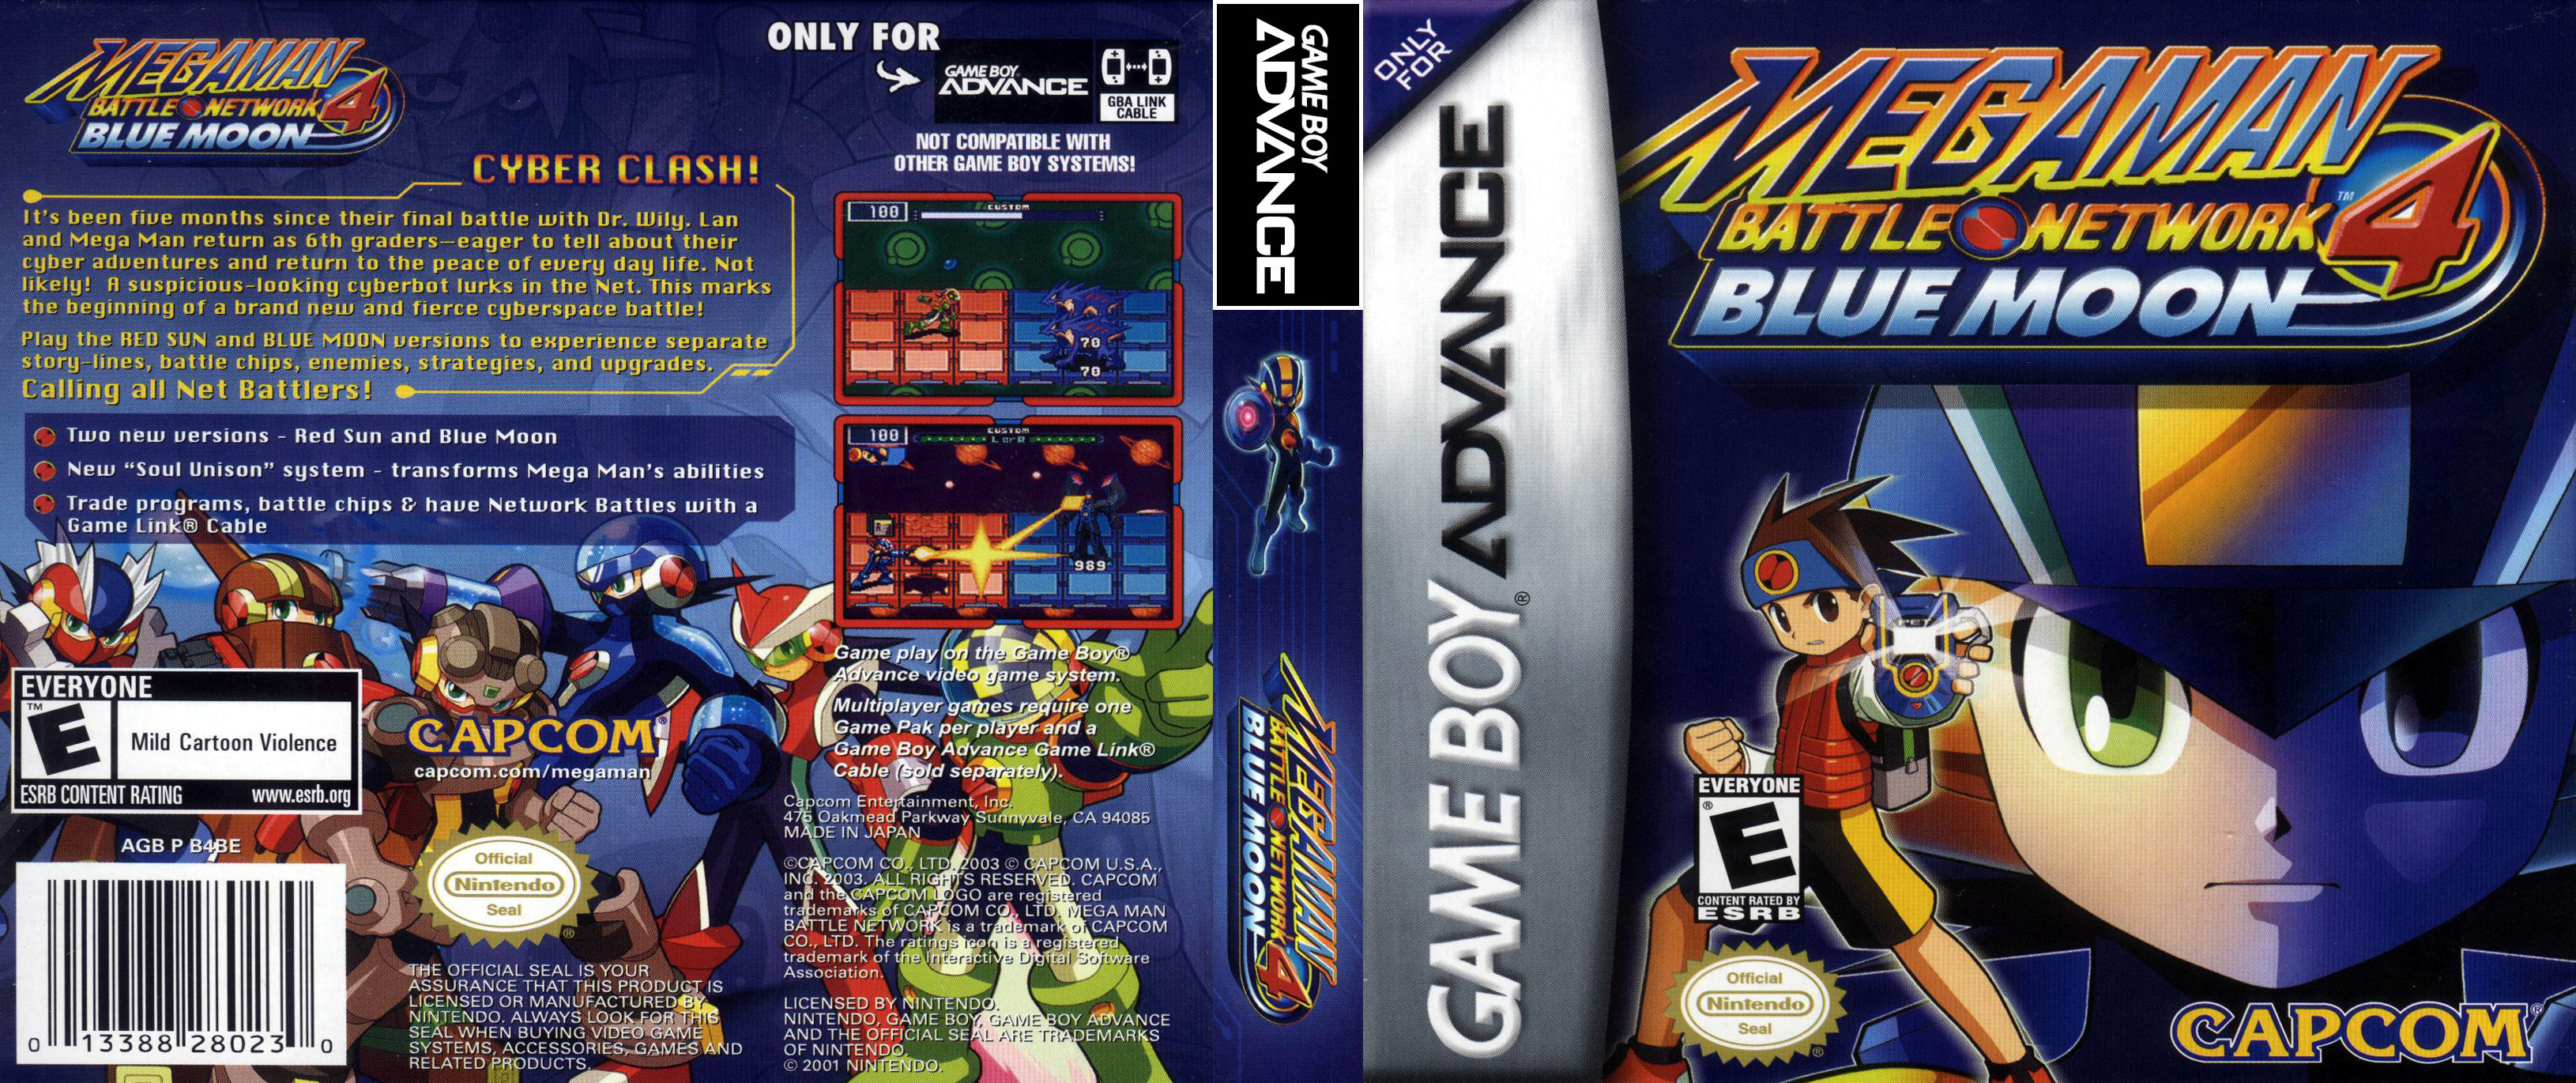 MEGAMAN
BATTLE NETWORK™ 4
BLUE MOON
CYBER CLASH!
It's been five months since their final battle with Dr. Wily. Lan
and Mega Man return as 6th graders—eager to tell about their
cyber adventures and return to the peace of every day life. Not
likely! A suspicious-looking cyberbot lurks in the Net. This marks
the beginning of a brand new and fierce cyberspace battle!
Play the RED SUN and BLUE MOON versions to experience separate
story-lines, battle chips, enemies, strategies, and upgrades.
Calling all Net Battlers!
Two new versions - Red Sun and Blue Moon
New “Soul Unison” system - transforms Mega Man's abilities
Trade programs, battle chips & have Network Battles with a
Game Link® Cable
EVERYONE
™
E
Mild Cartoon Violence
ESRB CONTENT RATING www.esrb.org
AGB P B4BE
0 13388 28023 0
CAPCOM®
capcom.com/megaman
Official
Nintendo
Seal
®
THE OFFICIAL SEAL IS YOUR
ASSURANCE THAT THIS PRODUCT IS
LICENSED OR MANUFACTURED BY
NINTENDO. ALWAYS LOOK FOR THIS
SEAL WHEN BUYING VIDEO GAME
SYSTEMS, ACCESSORIES, GAMES AND
RELATED PRODUCTS.
ONLY FOR
GAME BOY
ADVANCE
GBA LINK
CABLE
NOT COMPATIBLE WITH
OTHER GAME BOY SYSTEMS!
100
CUSTOM
70
70
100
CUSTOM
L or R
989
Game play on the Game Boy®
Advance video game system.
Multiplayer games require one
Game Pak per player and a
Game Boy Advance Game Link®
Cable (sold separately).
Capcom Entertainment, Inc.
475 Oakmead Parkway Sunnyvale, CA 94085
MADE IN JAPAN
©CAPCOM CO., LTD. 2003 © CAPCOM U.S.A.,
INC. 2003. ALL RIGHTS RESERVED. CAPCOM
and the CAPCOM LOGO are registered
trademarks of CAPCOM CO., LTD. MEGA MAN
BATTLE NETWORK is a trademark of CAPCOM
CO., LTD. The ratings icon is a registered
trademark of the Interactive Digital Software
Association.
LICENSED BY NINTENDO.
NINTENDO, GAME BOY, GAME BOY ADVANCE
AND THE OFFICIAL SEAL ARE TRADEMARKS
OF NINTENDO.
© 2001 NINTENDO.
GAME BOY
ADVANCE
MEGAMAN
BATTLE NETWORK 4
BLUE MOON
ONLY
FOR
GAME BOY® ADVANCE
MEGAMAN
BATTLE NETWORK™ 4
BLUE MOON
EVERYONE
®
E
CONTENT RATED BY
ESRB
Official
Nintendo
Seal
®
CAPCOM®